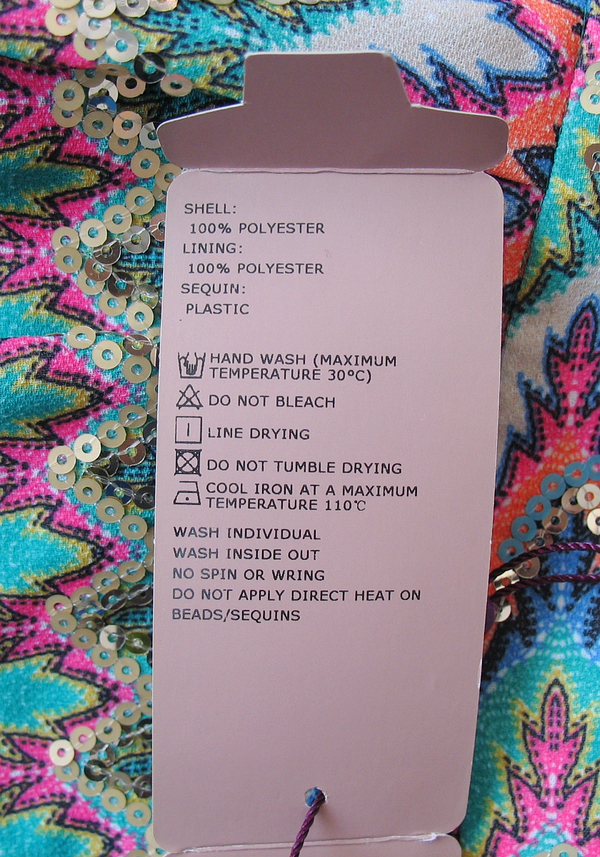 SHELL:
100% POLYESTER
LINING:
100% POLYESTER
SEQUIN:
PLASTIC
HAND WASH (MAXIMUM
TEMPERATURE 30°C)
DO NOT BLEACH
LINE DRYING
DO NOT TUMBLE DRYING
COOL IRON AT A MAXIMUM
TEMPERATURE 110℃
WASH INDIVIDUAL
WASH INSIDE OUT
NO SPIN OR WRING
DO NOT APPLY DIRECT HEAT ON
BEADS/SEQUINS